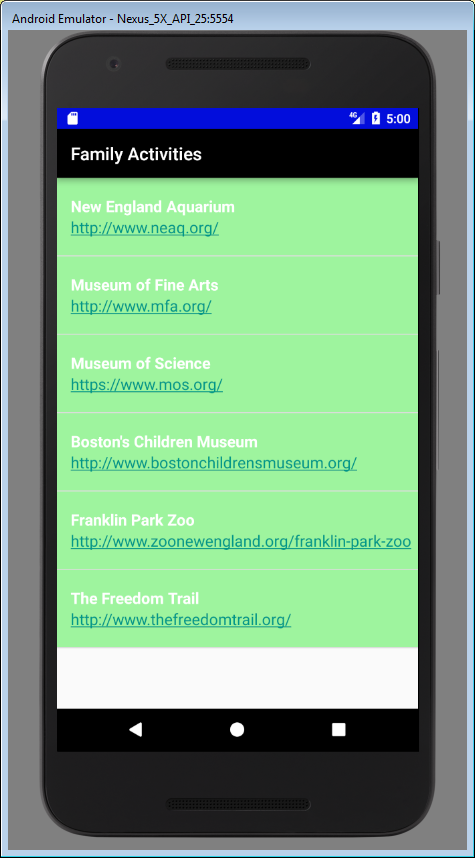 Android Emulator - Nexus_5X_API_25:5554
4G 5:00
Family Activities
New England Aquarium
http://www.neaq.org/
Museum of Fine Arts
http://www.mfa.org/
Museum of Science
https://www.mos.org/
Boston's Children Museum
http://www.bostonchildrensmuseum.org/
Franklin Park Zoo
http://www.zoonewengland.org/franklin-park-zoo
The Freedom Trail
http://www.thefreedomtrail.org/